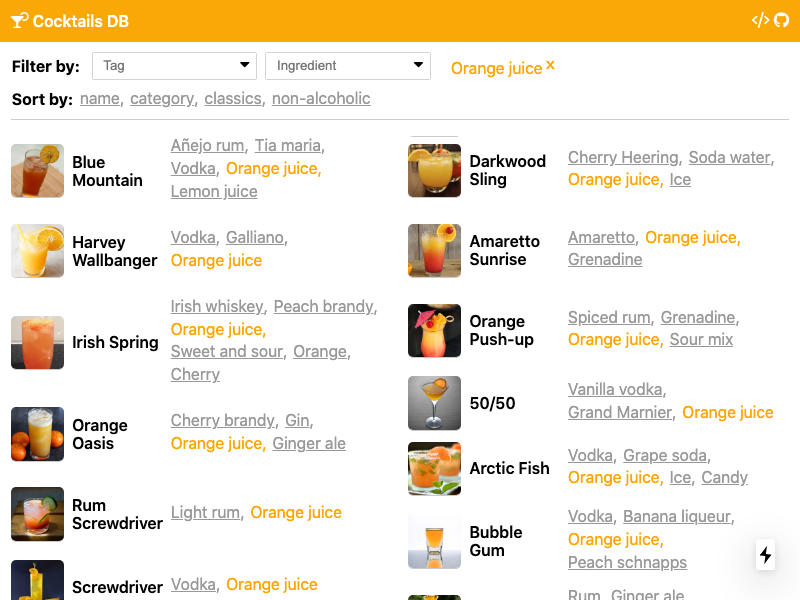 Cocktails DB
Filter by: Tag Ingredient Orange juice x
Sort by: name, category, classics, non-alcoholic
Blue Mountain
Añejo rum, Tia maria,
Vodka, Orange juice,
Lemon juice
Harvey Wallbanger
Vodka, Galliano,
Orange juice
Irish Spring
Irish whiskey, Peach brandy,
Orange juice,
Sweet and sour, Orange,
Cherry
Orange Oasis
Cherry brandy, Gin,
Orange juice, Ginger ale
Rum Screwdriver
Light rum, Orange juice
Screwdriver
Vodka, Orange juice
Darkwood Sling
Cherry Heering, Soda water,
Orange juice, Ice
Amaretto Sunrise
Amaretto, Orange juice,
Grenadine
Orange Push-up
Spiced rum, Grenadine,
Orange juice, Sour mix
50/50
Vanilla vodka,
Grand Marnier, Orange juice
Arctic Fish
Vodka, Grape soda,
Orange juice, Ice, Candy
Bubble Gum
Vodka, Banana liqueur,
Orange juice,
Peach schnapps
Rum, Ginger ale